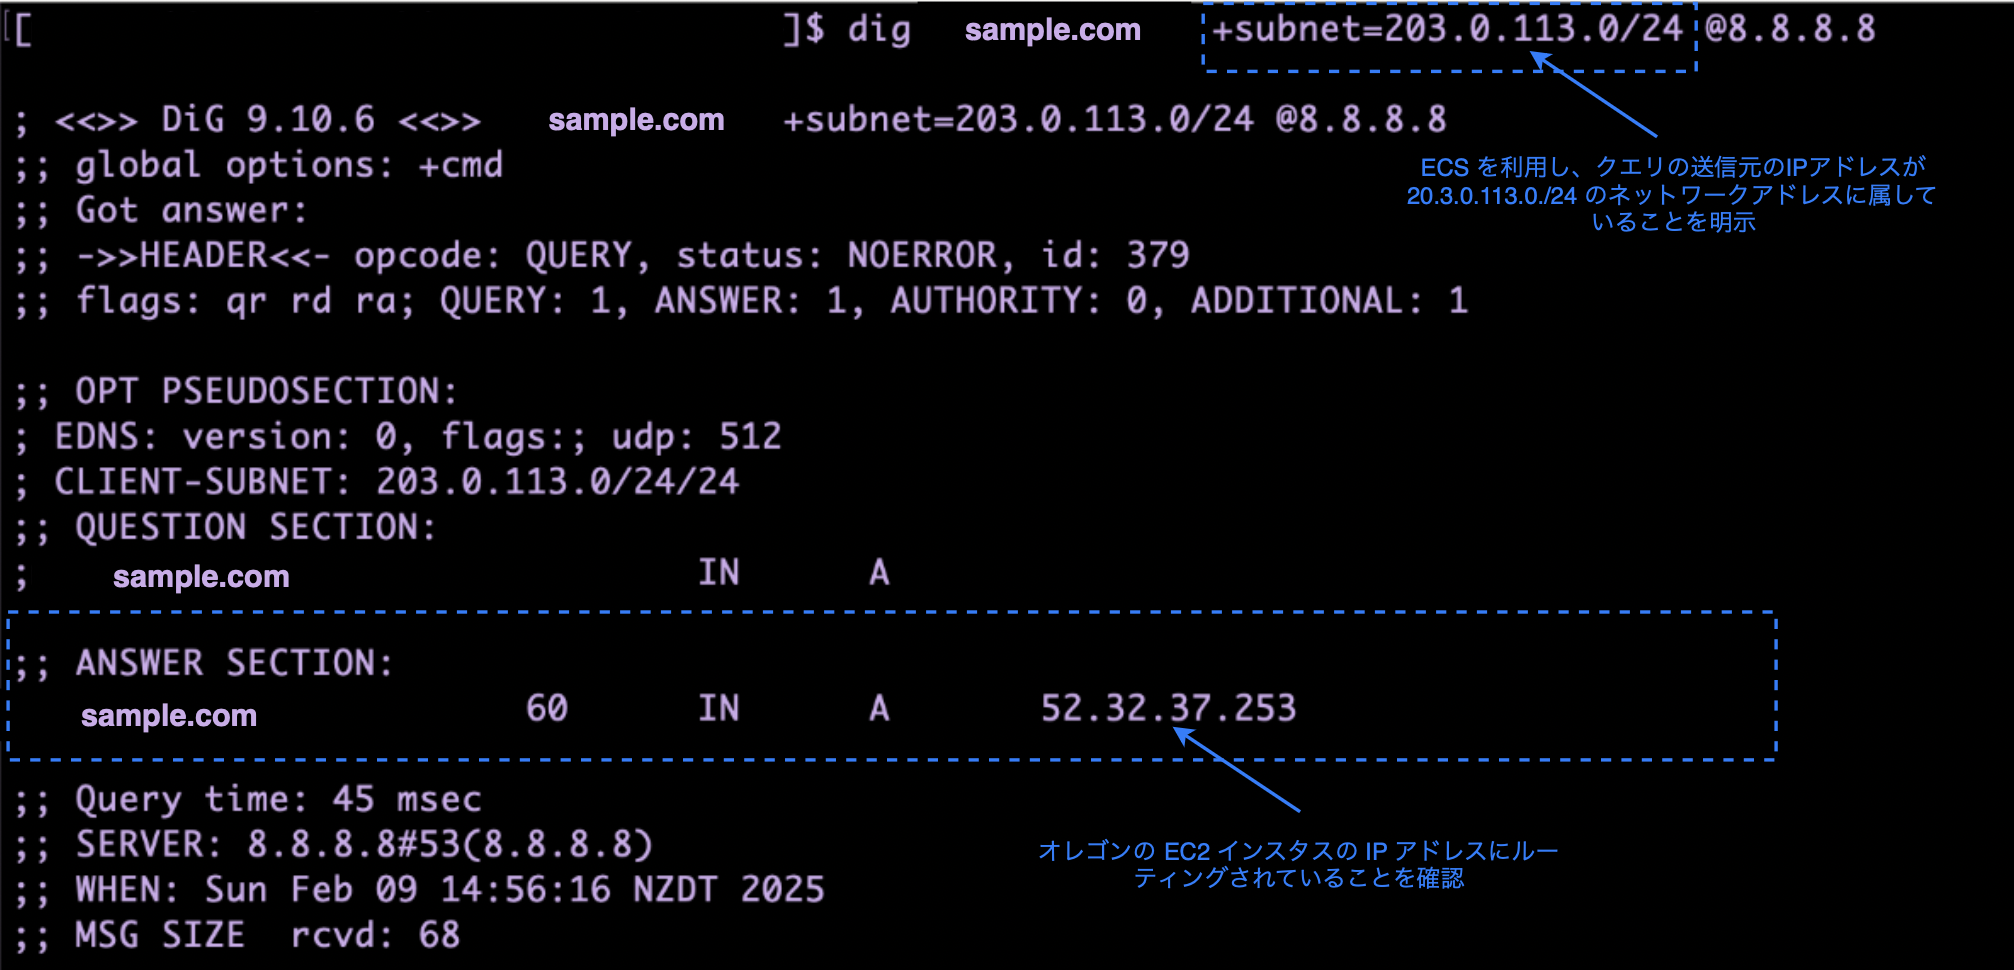 [ ]$ dig sample.com +subnet=203.0.113.0/24 @8.8.8.8
ECS を利用し、クエリの送信元のIPアドレスが
20.3.0.113.0./24 のネットワークアドレスに属して
いることを明示
; <<>> DiG 9.10.6 <<>> sample.com +subnet=203.0.113.0/24 @8.8.8.8
;; global options: +cmd
;; Got answer:
;; ->>HEADER<<- opcode: QUERY, status: NOERROR, id: 379
;; flags: qr rd ra; QUERY: 1, ANSWER: 1, AUTHORITY: 0, ADDITIONAL: 1
;; OPT PSEUDOSECTION:
; EDNS: version: 0, flags:; udp: 512
; CLIENT-SUBNET: 203.0.113.0/24/24
;; QUESTION SECTION:
; sample.com IN A
;; ANSWER SECTION:
sample.com 60 IN A 52.32.37.253
オレゴンの EC2 インスタスの IP アドレスにルー
ティングされていることを確認
;; Query time: 45 msec
;; SERVER: 8.8.8.8#53(8.8.8.8)
;; WHEN: Sun Feb 09 14:56:16 NZDT 2025
;; MSG SIZE rcvd: 68